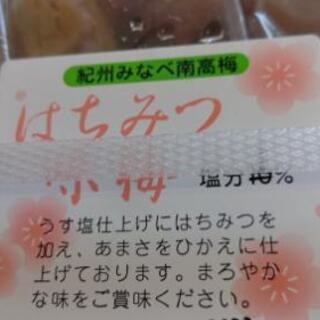 紀州みなべ南高梅
はちみつ
梅
塩分10%
うす塩仕上げにはちみつを
加え、あまさをひかえに仕
上げております。まろやか
な味をご賞味ください。